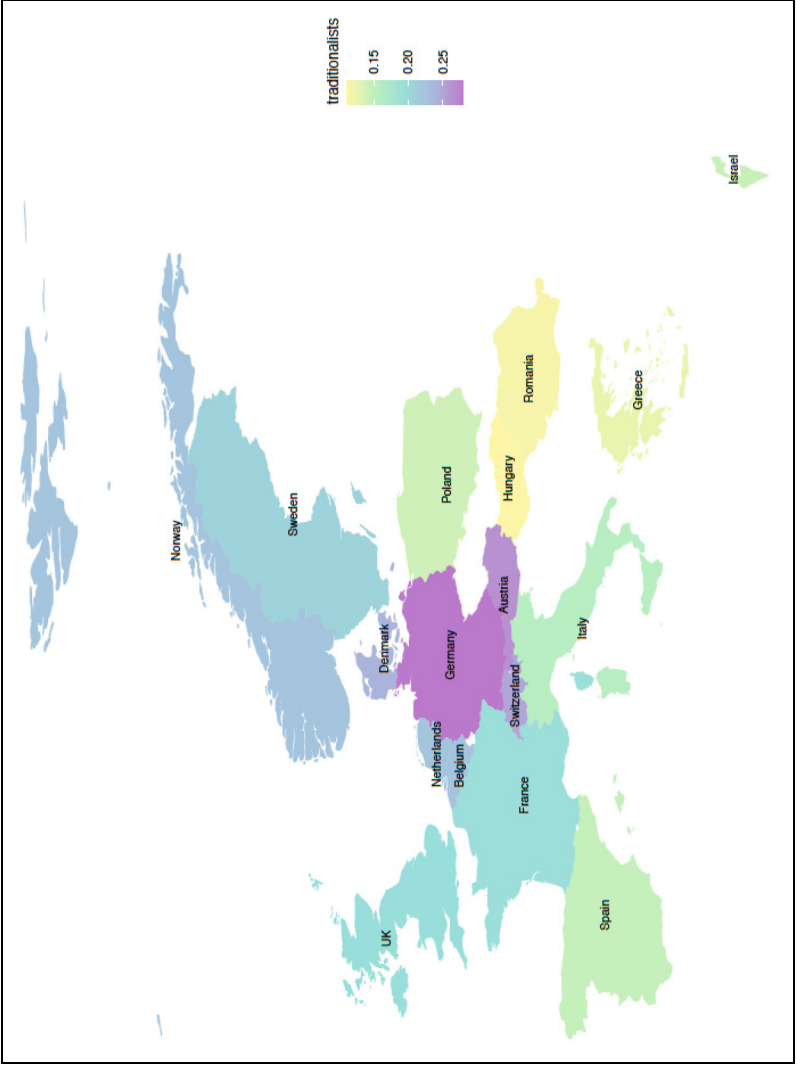 traditionalists
0.15
0.20
0.25
Norway
Sweden
Denmark
UK
Netherlands
Belgium
Germany
Poland
France
Switzerland
Austria
Hungary
Romania
Spain
Italy
Greece
Israel